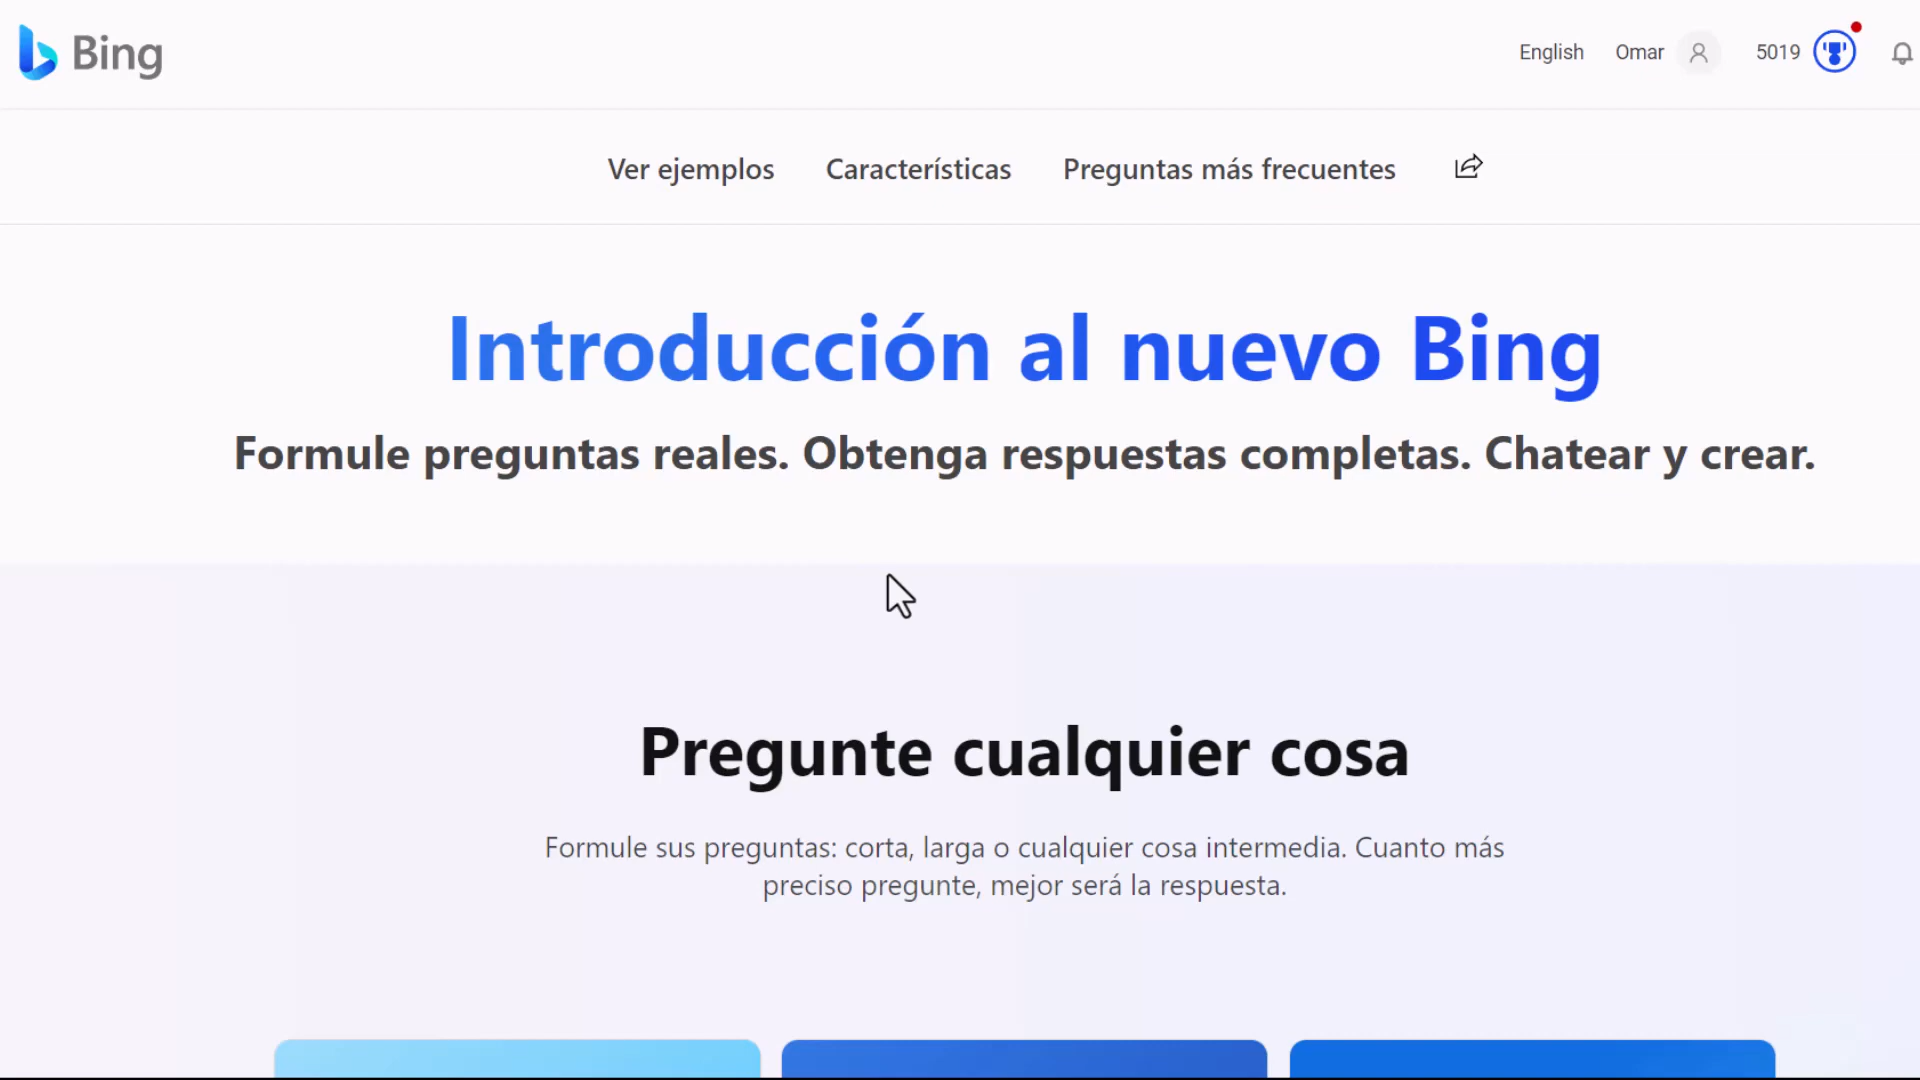 Bing
English Omar 5019
Ver ejemplos Características Preguntas más frecuentes
Introducción al nuevo Bing
Formule preguntas reales. Obtenga respuestas completas. Chatear y crear.
Pregunte cualquier cosa
Formule sus preguntas: corta, larga o cualquier cosa intermedia. Cuanto más
preciso pregunte, mejor será la respuesta.